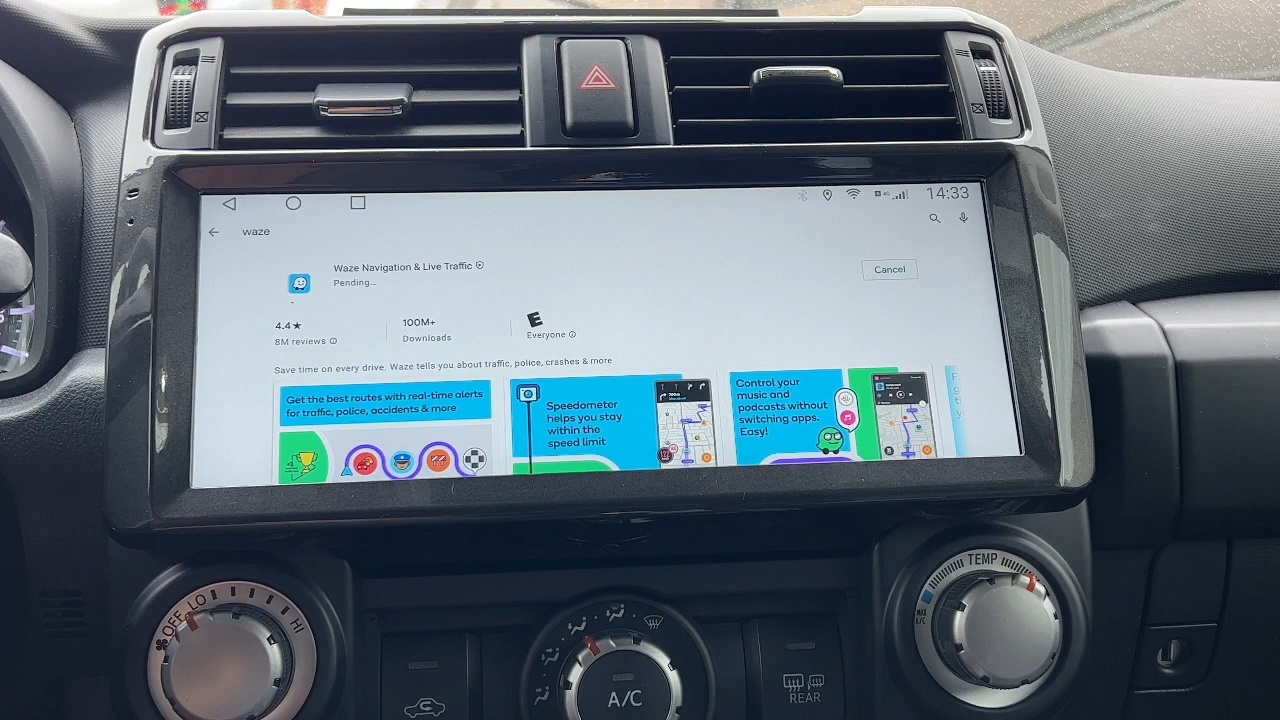 4G
14:33
waze
Waze Navigation & Live Traffic
Pending...
Cancel
4.4★
8M reviews
100M+
Downloads
E
Everyone
Save time on every drive. Waze tells you about traffic, police, crashes & more
Get the best routes with real-time alerts
for traffic, police, accidents & more
#1
Speedometer
helps you stay
within the
speed limit
Control your
music and
podcasts without
switching apps.
Easy!
OFF LO HI
A/C
REAR
TEMP
MAX
A/C